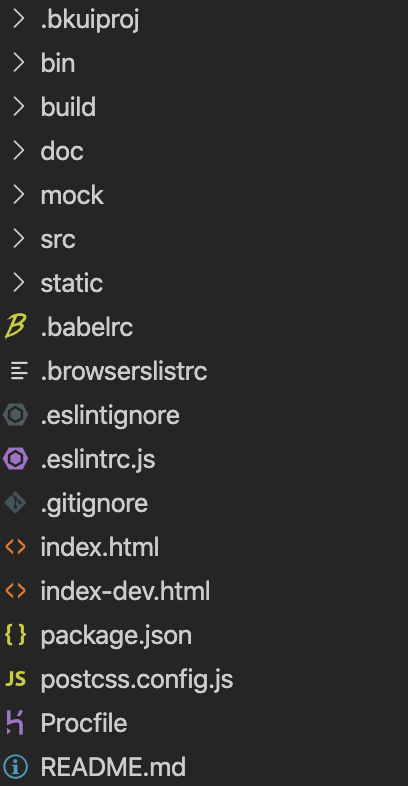 .bkuiproj
bin
build
doc
mock
src
static
.babelrc
.browserslistrc
.eslintignore
.eslintrc.js
.gitignore
index.html
index-dev.html
package.json
JS postcss.config.js
Procfile
README.md